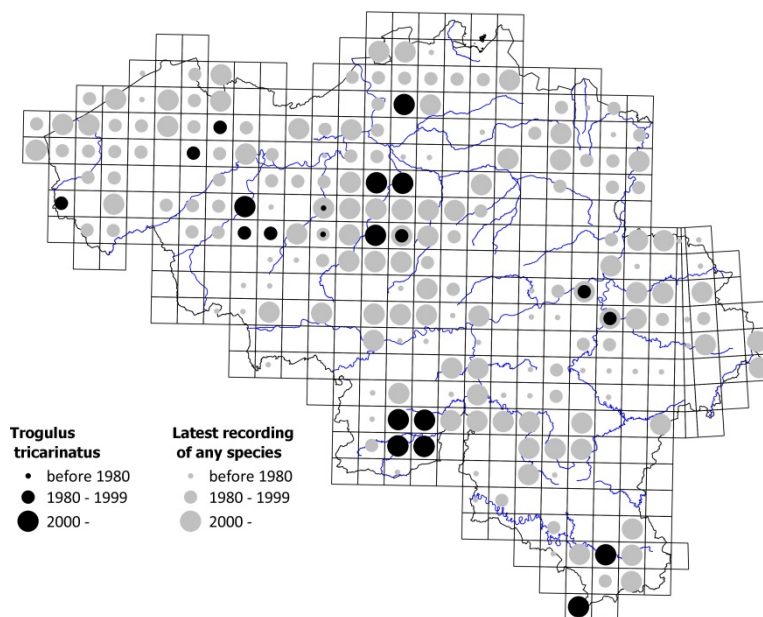 Trogulus
tricarinatus
before 1980
1980 - 1999
2000 -
Latest recording
of any species
before 1980
1980 - 1999
2000 -